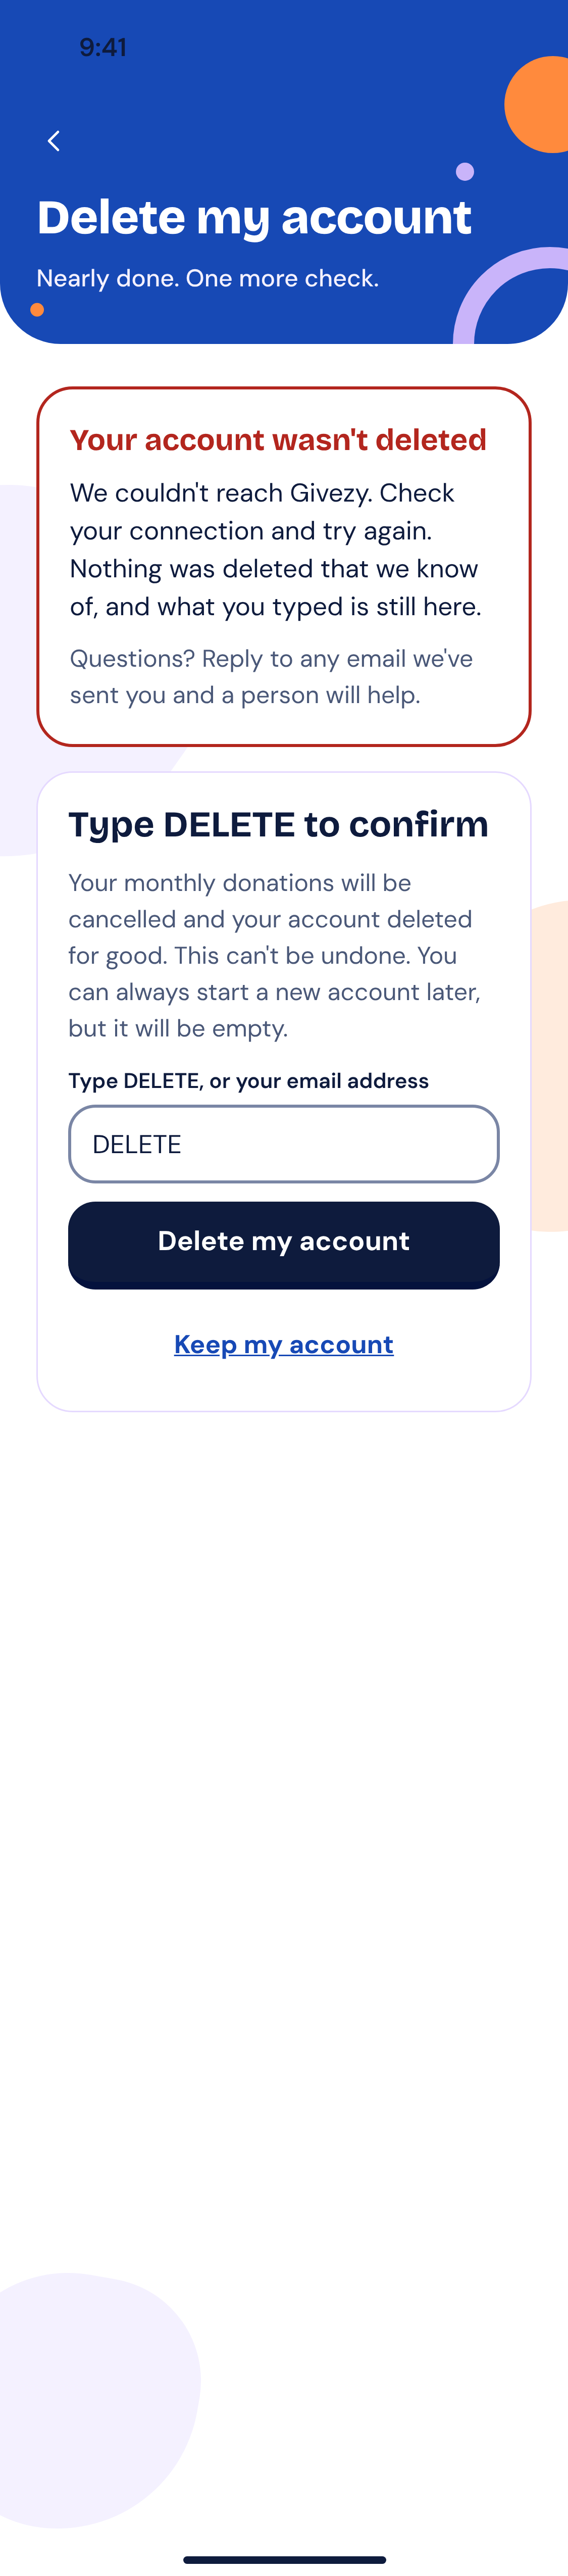 9:41
Delete my account
Nearly done. One more check.
Your account wasn't deleted
We couldn't reach Givezy. Check
your connection and try again.
Nothing was deleted that we know
of, and what you typed is still here.
Questions? Reply to any email we've
sent you and a person will help.
Type DELETE to confirm
Your monthly donations will be
cancelled and your account deleted
for good. This can't be undone. You
can always start a new account later,
but it will be empty.
Type DELETE, or your email address
DELETE
Delete my account
Keep my account